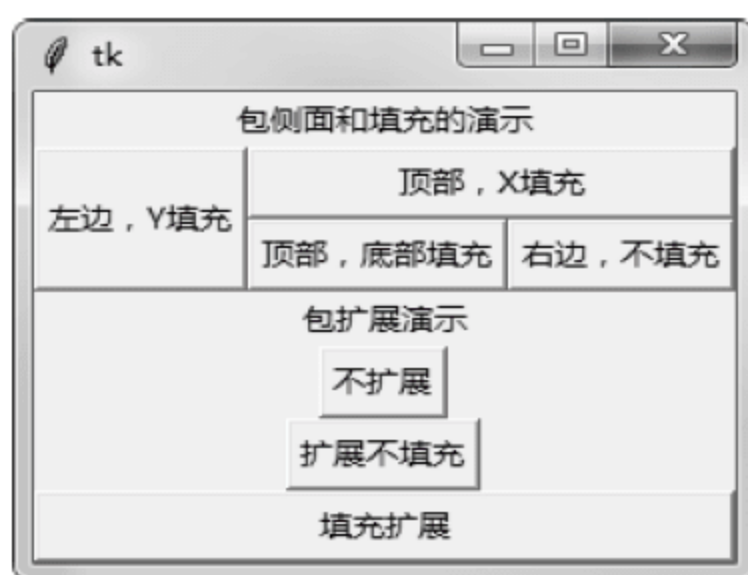 tk
包侧面和填充的演示
左边，Y填充
顶部，X填充
顶部，底部填充
右边，不填充
包扩展演示
不扩展
扩展不填充
填充扩展